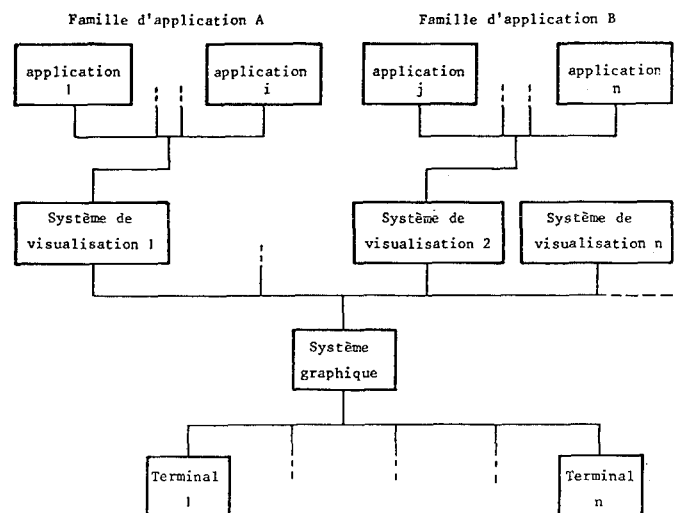 Famille d'application A
Famille d'application B
application
1
application
i
application
j
application
n
Système de
visualisation 1
Système de
visualisation 2
Système de
visualisation n
Système
graphique
Terminal
1
Terminal
n